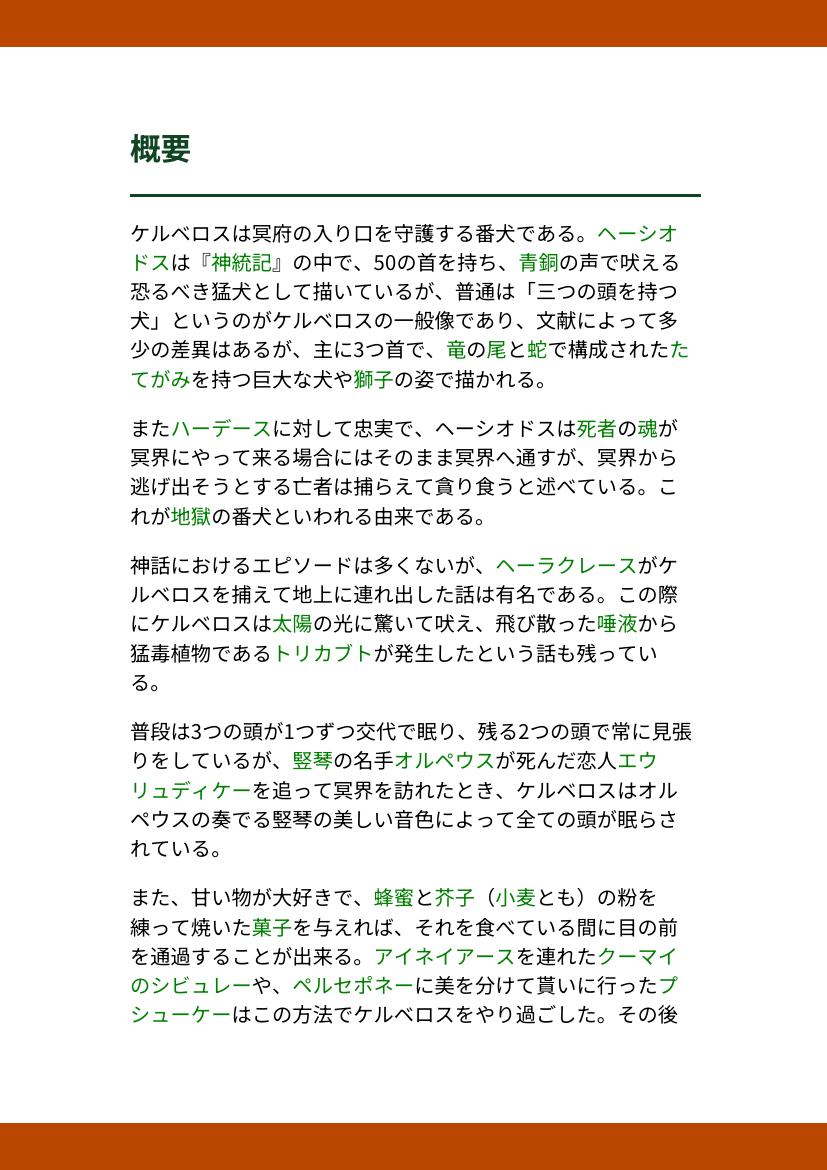 概要
ケルベロスは冥府の入り口を守護する番犬である。ヘーシオ
ドスは『神統記』の中で、50の首を持ち、青銅の声で吠える
恐るべき猛犬として描いているが、普通は「三つの頭を持つ
犬」というのがケルベロスの一般像であり、文献によって多
少の差異はあるが、主に3つ首で、竜の尾と蛇で構成されたた
てがみを持つ巨大な犬や獅子の姿で描かれる。
またハーデースに対して忠実で、ヘーシオドスは死者の魂が
冥界にやって来る場合にはそのまま冥界へ通すが、冥界から
逃げ出そうとする亡者は捕らえて貪り食うと述べている。こ
れが地獄の番犬といわれる由来である。
神話におけるエピソードは多くないが、ヘーラクレースがケ
ルベロスを捕えて地上に連れ出した話は有名である。この際
にケルベロスは太陽の光に驚いて吠え、飛び散った唾液から
猛毒植物であるトリカブトが発生したという話も残ってい
る。
普段は3つの頭が1つずつ交代で眠り、残る2つの頭で常に見張
りをしているが、竪琴の名手オルペウスが死んだ恋人エウ
リュディケーを追って冥界を訪れたとき、ケルベロスはオル
ペウスの奏でる竪琴の美しい音色によって全ての頭が眠らさ
れている。
また、甘い物が大好きで、蜂蜜と芥子（小麦とも）の粉を
練って焼いた菓子を与えれば、それを食べている間に目の前
を通過することが出来る。アイネイアースを連れたクーマイ
のシビュレーや、ペルセポネーに美を分けて貰いに行ったプ
シューケーはこの方法でケルベロスをやり過ごした。その後